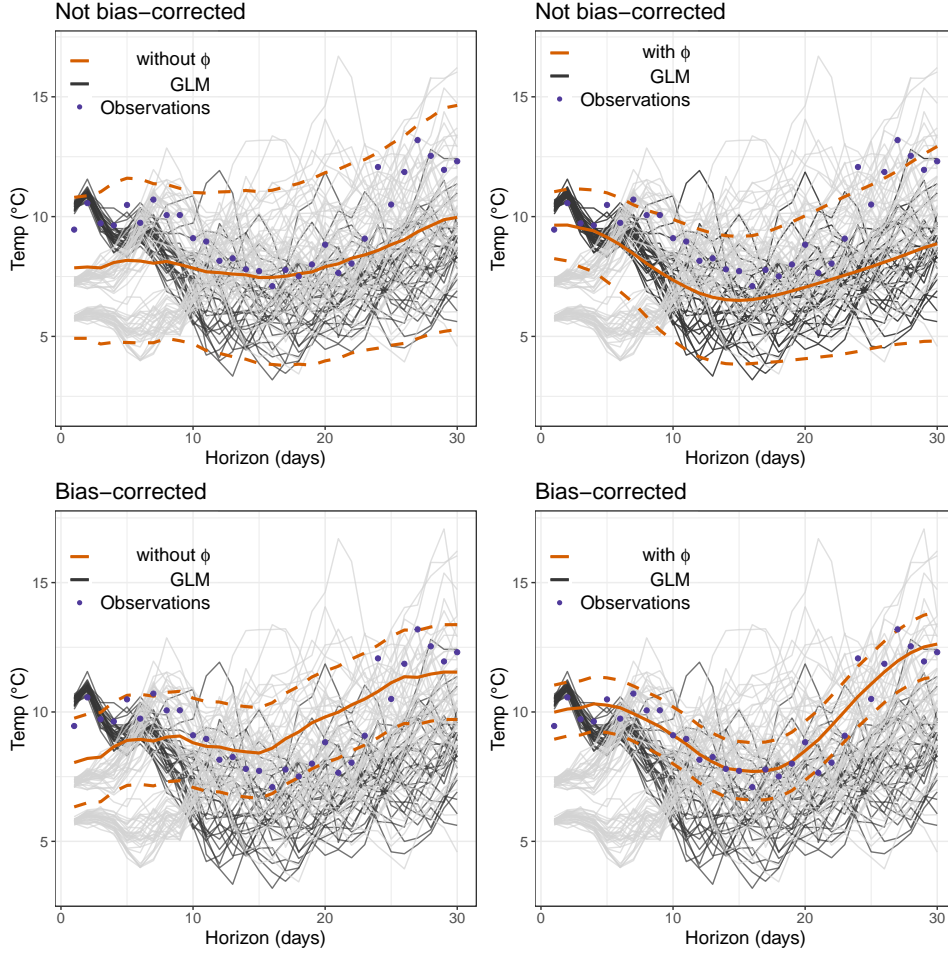 Not bias−corrected
Temp (°C)
15
10
5
without ϕ
GLM
Observations
0
10
20
30
Horizon (days)
Not bias−corrected
Temp (°C)
15
10
5
with ϕ
GLM
Observations
0
10
20
30
Horizon (days)
Bias−corrected
Temp (°C)
15
10
5
without ϕ
GLM
Observations
0
10
20
30
Horizon (days)
Bias−corrected
Temp (°C)
15
10
5
with ϕ
GLM
Observations
0
10
20
30
Horizon (days)